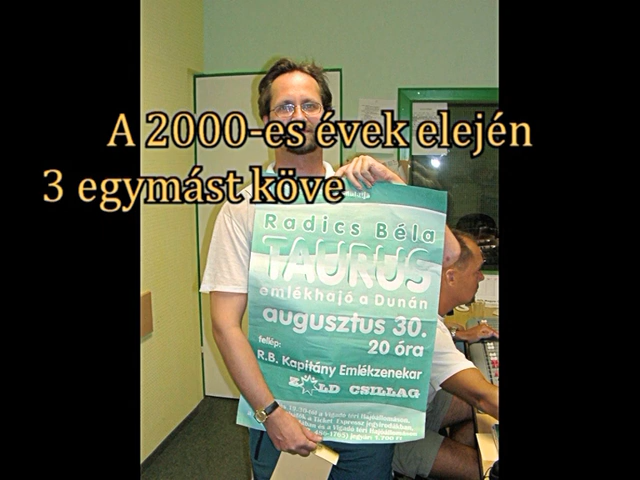 A 2000-es évek elején
3 egymást köve
Radics Béla
TAURUS
emlékhajó a Dunán
augusztus 30.
20 óra
fellép:
R.B. Kapitány Emlékzenekar
ZÖLD CSILLAG